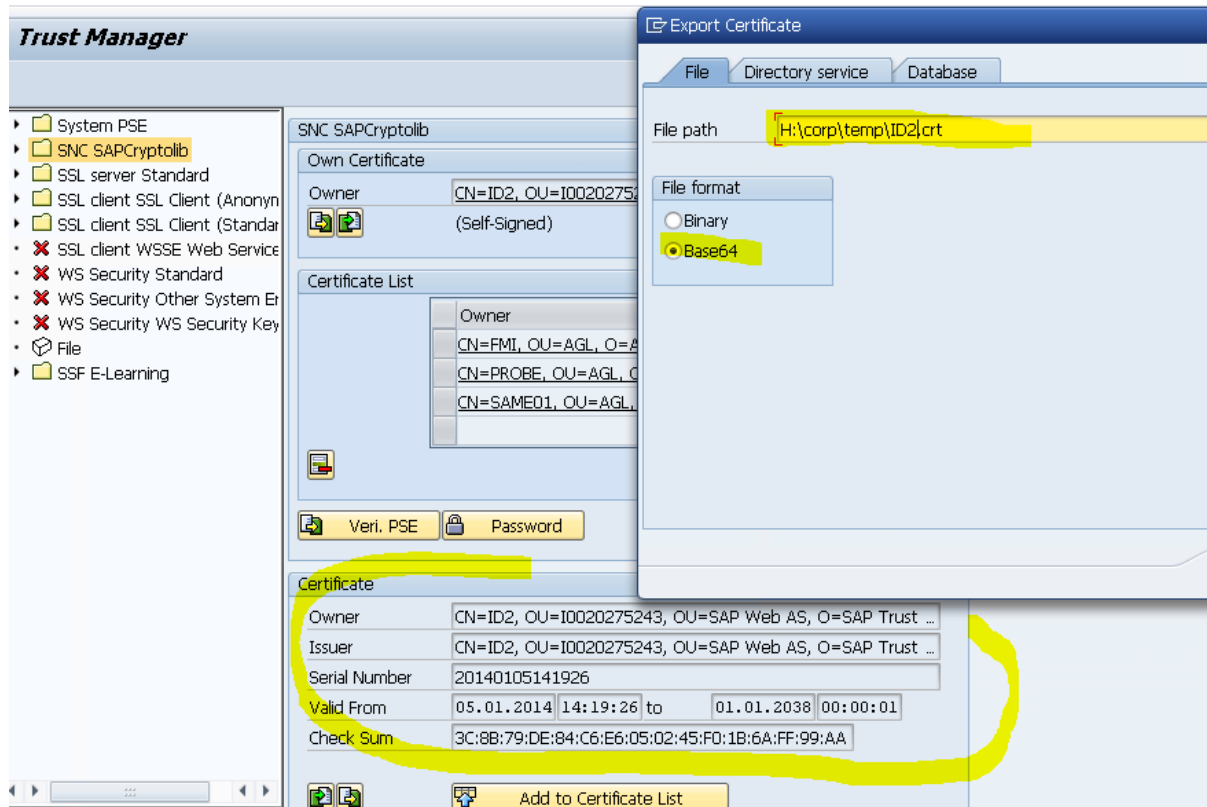 Trust Manager
System PSE
SNC SAPCryptolib
SSL server Standard
SSL client SSL Client (Anonyn
SSL client SSL Client (Standar
SSL client WSSE Web Service
WS Security Standard
WS Security Other System Er
WS Security WS Security Key
File
SSF E-Learning
SNC SAPCryptolib
Own Certificate
Owner CN=ID2, OU=I00202752
(Self-Signed)
Certificate List
Owner
CN=FMI, OU=AGL, O=A
CN=PROBE, OU=AGL, O
CN=SAME01, OU=AGL,
Veri. PSE Password
Certificate
Owner CN=ID2, OU=I0020275243, OU=SAP Web AS, O=SAP Trust ...
Issuer CN=ID2, OU=I0020275243, OU=SAP Web AS, O=SAP Trust ...
Serial Number 20140105141926
Valid From 05.01.2014 14:19:26 to 01.01.2038 00:00:01
Check Sum 3C:8B:79:DE:84:C6:E6:05:02:45:F0:1B:6A:FF:99:AA
Add to Certificate List
Export Certificate
File Directory service Database
File path H:\corp\temp\ID2.crt
File format
Binary
Base64